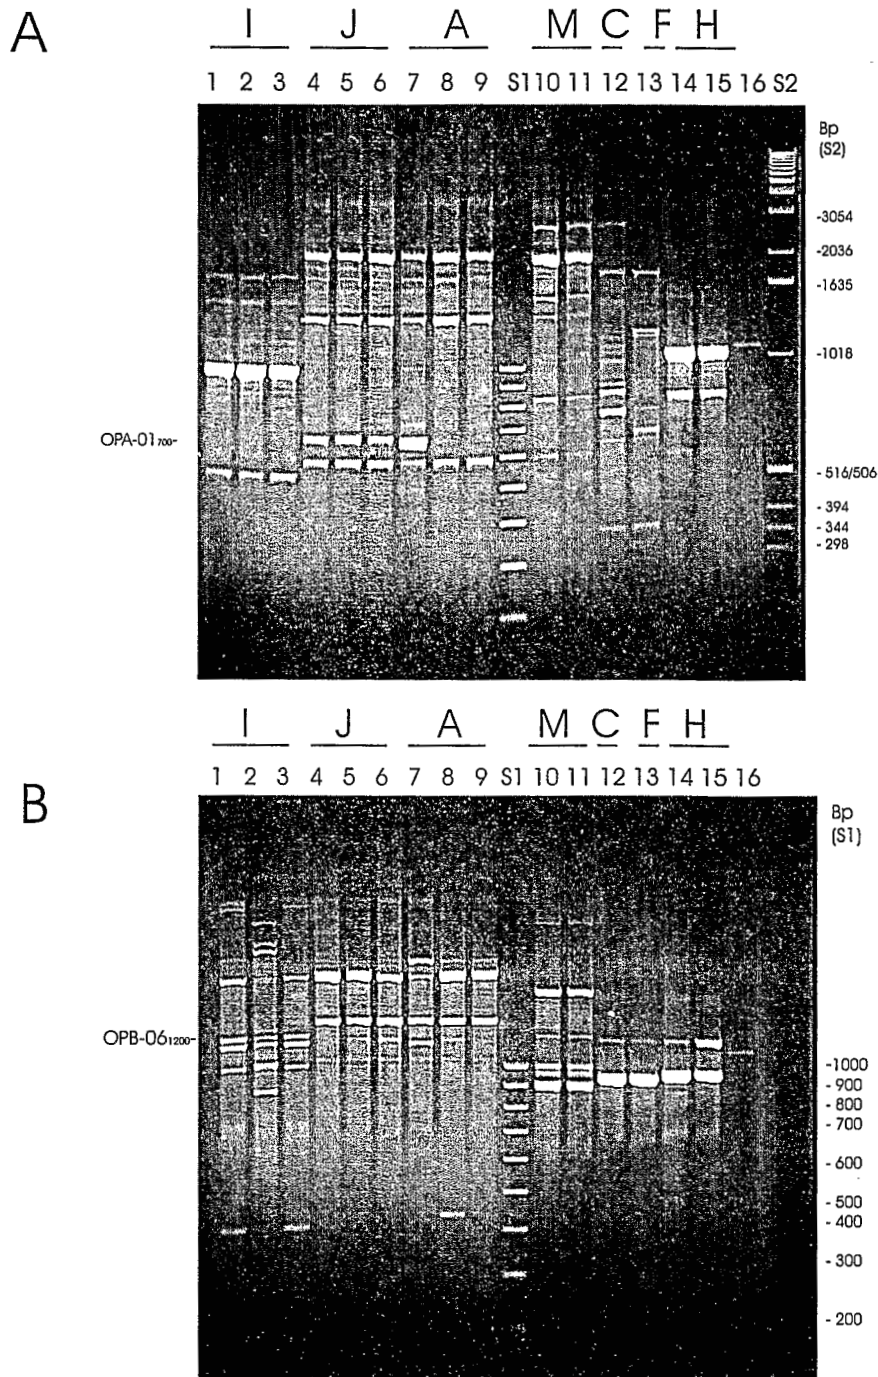 A
I J A M C F H
1 2 3 4 5 6 7 8 9 S1 10 11 12 13 14 15 16 S2
Bp
(S2)
-3054
-2036
-1635
-1018
OPA-01₇₀₀-
- 516/506
- 394
- 344
- 298
I J A M C F H
1 2 3 4 5 6 7 8 9 S1 10 11 12 13 14 15 16
B
Bp
(S1)
OPB-06₁₂₀₀-
-1000
- 900
- 800
- 700
- 600
- 500
- 400
- 300
- 200